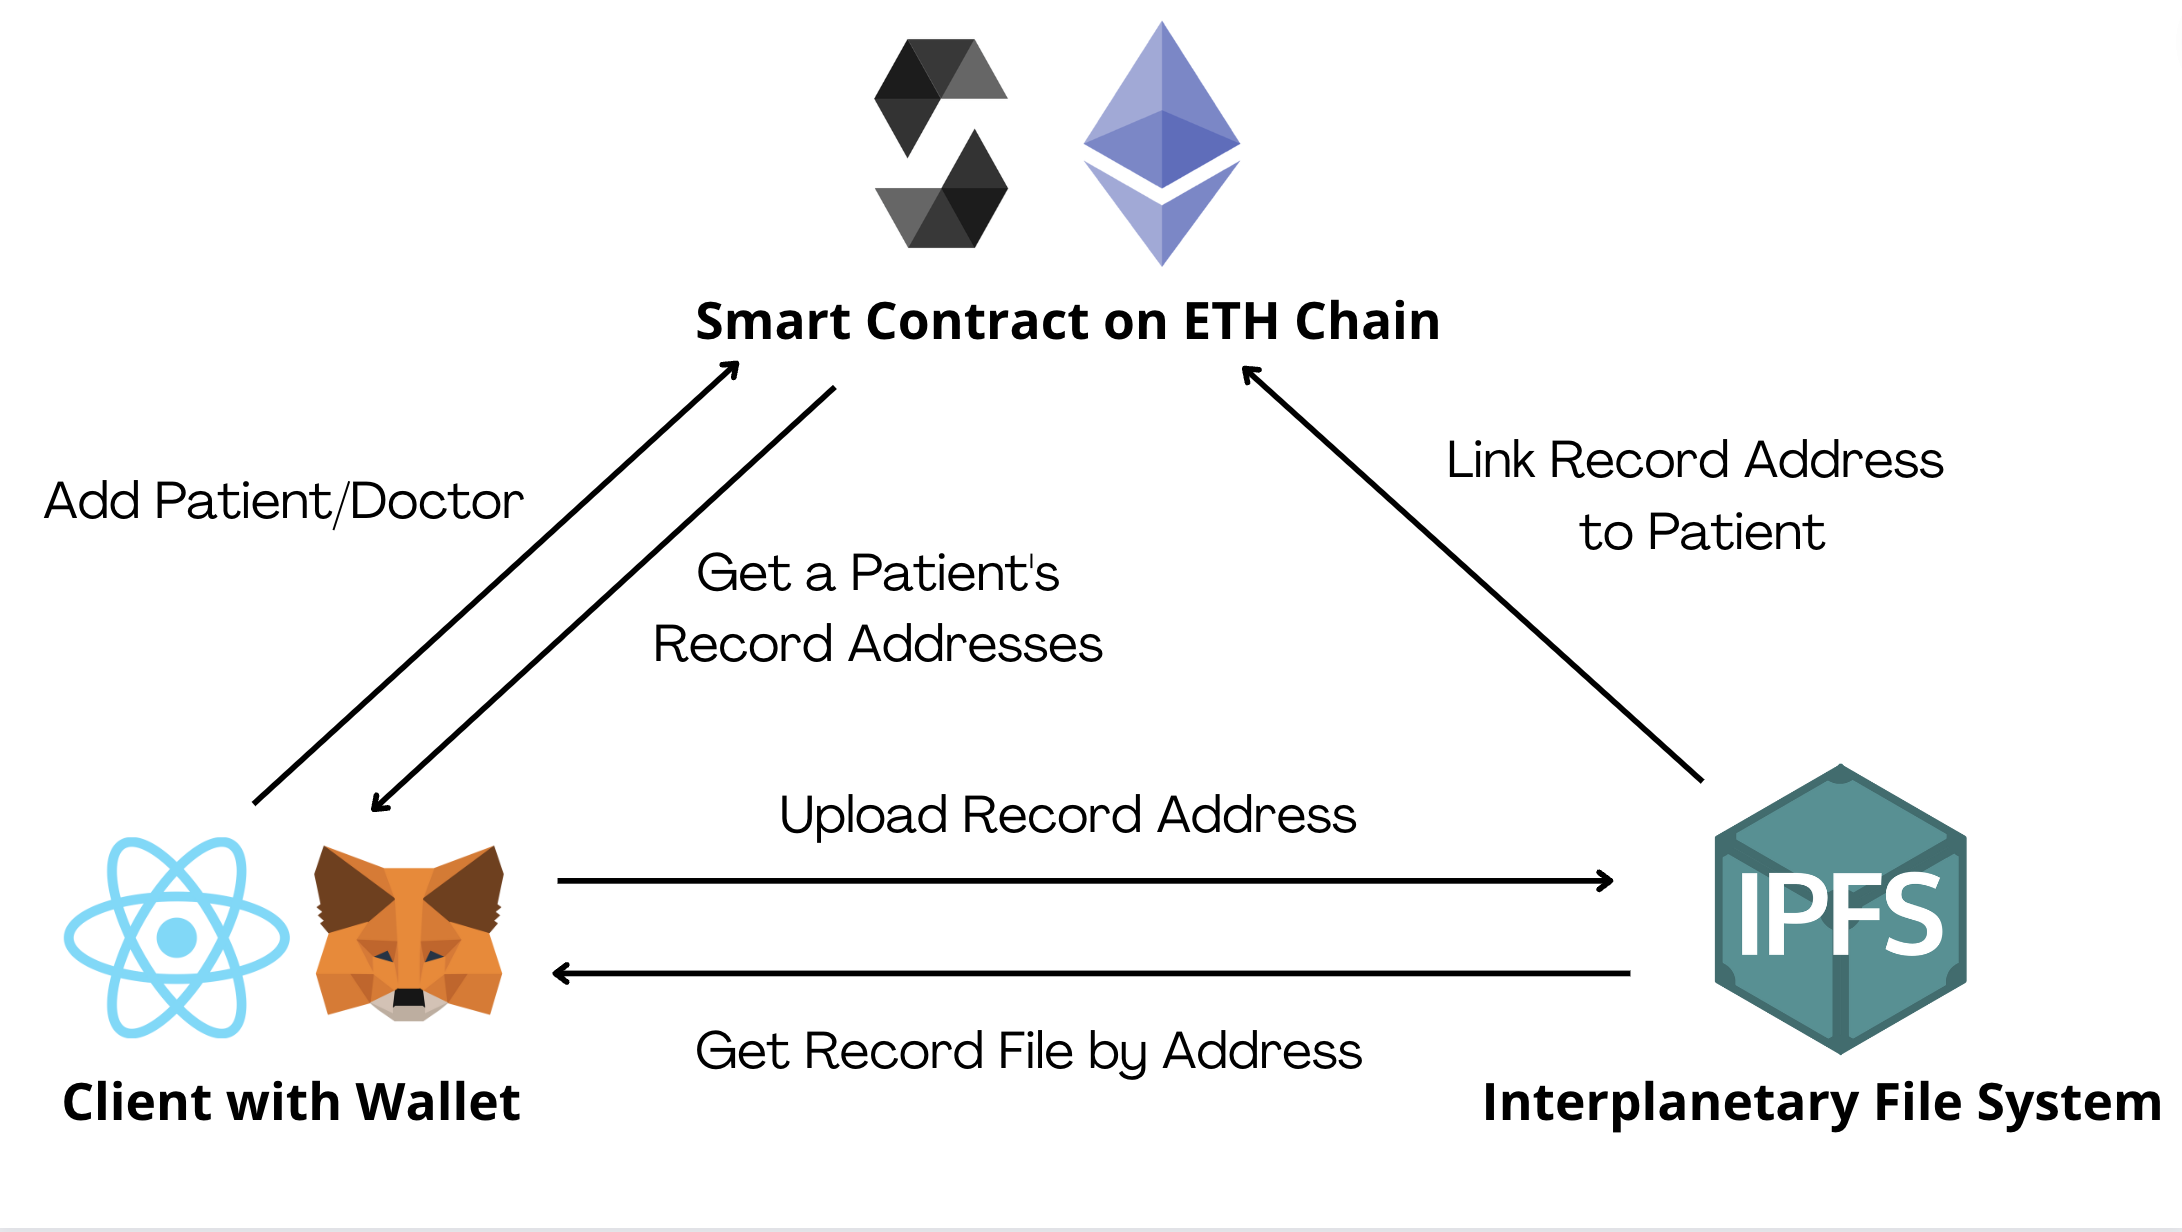 Smart Contract on ETH Chain
Add Patient/Doctor
Get a Patient's
Record Addresses
Link Record Address
to Patient
Upload Record Address
Get Record File by Address
IPFS
Client with Wallet
Interplanetary File System